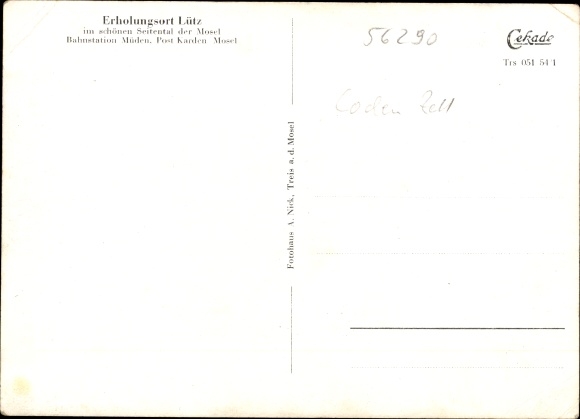 Erholungsort Lütz
im schönen Seitental der Mosel
Bahnstation Müden, Post Karden Mosel
Fotohaus A. Nick, Treis a. d. Mosel
56290
Cekade
Trs 051 54/1